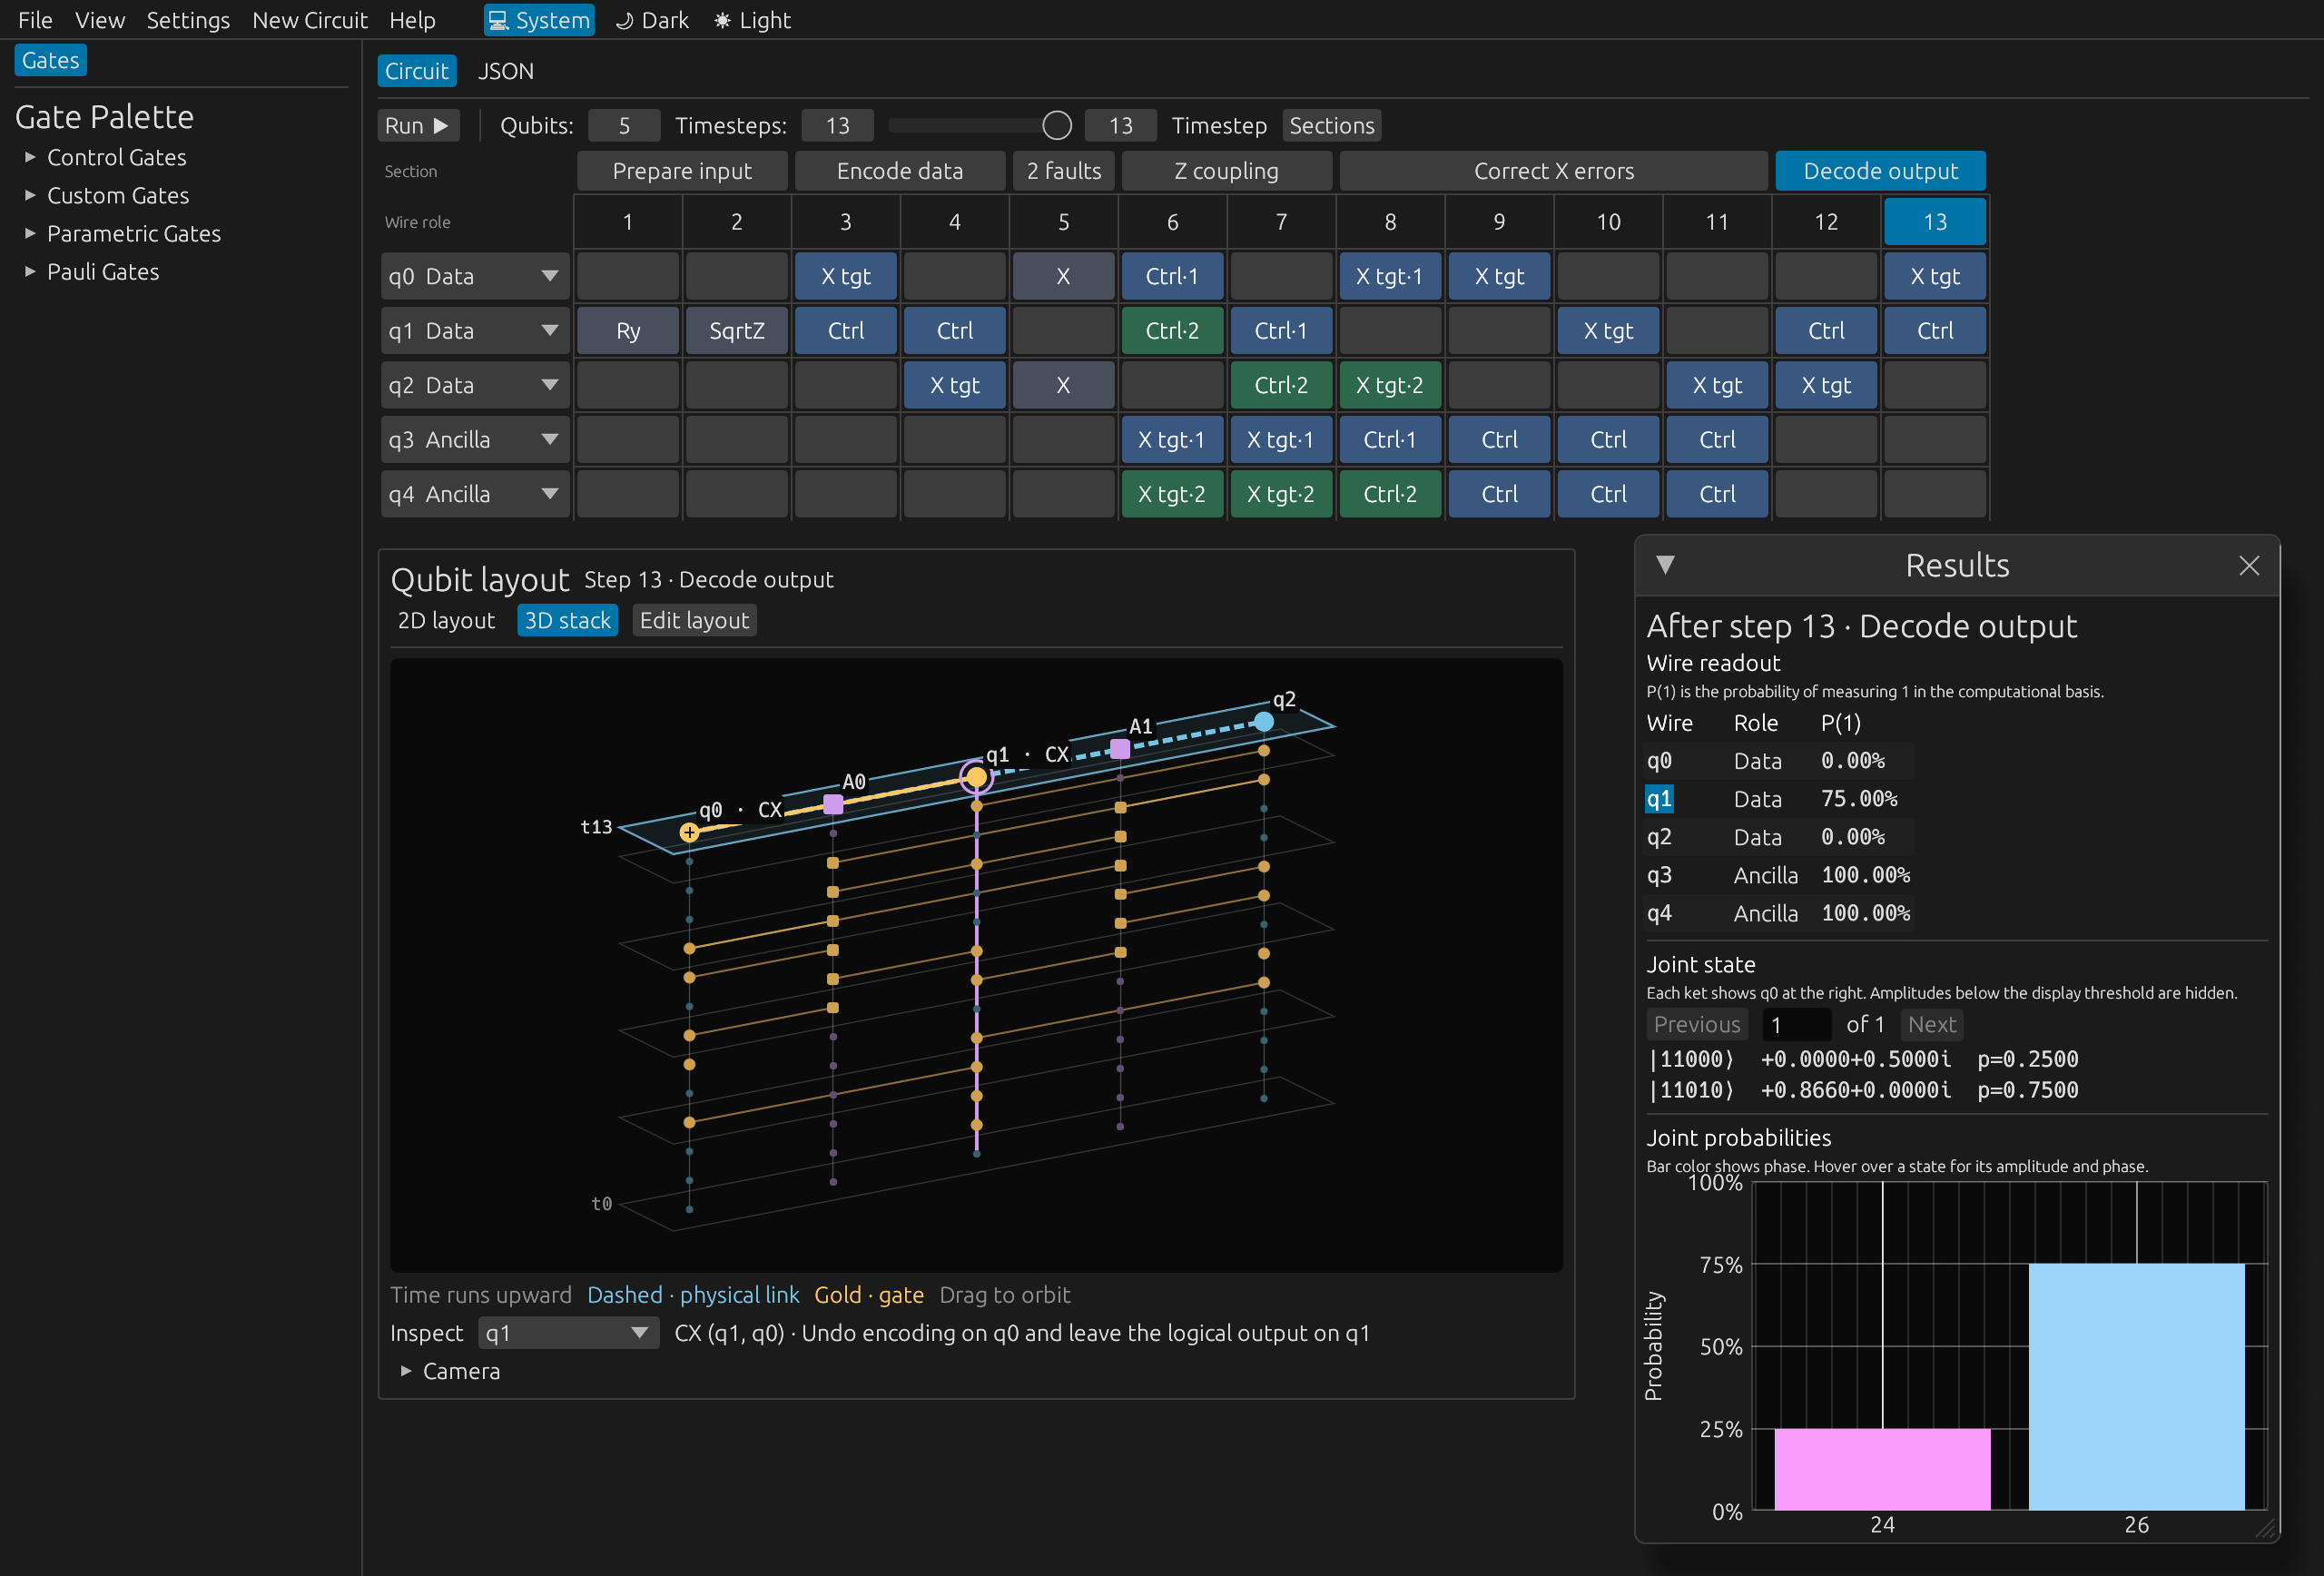 File View Settings New Circuit Help System Dark Light
Gates
Gate Palette
Control Gates
Custom Gates
Parametric Gates
Pauli Gates
Circuit JSON
Run Qubits: 5 Timesteps: 13 13 Timestep Sections
Section Prepare input Encode data 2 faults Z coupling Correct X errors Decode output
Wire role 1 2 3 4 5 6 7 8 9 10 11 12 13
q0 Data X tgt X Ctrl·1 X tgt·1 X tgt X tgt
q1 Data Ry SqrtZ Ctrl Ctrl Ctrl·2 Ctrl·1 X tgt Ctrl Ctrl
q2 Data X tgt X Ctrl·2 X tgt·2 X tgt X tgt
q3 Ancilla X tgt·1 X tgt·1 Ctrl·1 Ctrl Ctrl Ctrl
q4 Ancilla X tgt·2 X tgt·2 Ctrl·2 Ctrl Ctrl Ctrl
Qubit layout Step 13 · Decode output
2D layout 3D stack Edit layout
q2
A1
q1 · CX
A0
q0 · CX
t13
t0
Time runs upward Dashed · physical link Gold · gate Drag to orbit
Inspect q1 CX (q1, q0) · Undo encoding on q0 and leave the logical output on q1
Camera
Results
After step 13 · Decode output
Wire readout
P(1) is the probability of measuring 1 in the computational basis.
Wire Role P(1)
q0 Data 0.00%
q1 Data 75.00%
q2 Data 0.00%
q3 Ancilla 100.00%
q4 Ancilla 100.00%
Joint state
Each ket shows q0 at the right. Amplitudes below the display threshold are hidden.
Previous 1 of 1 Next
|11000⟩ +0.0000+0.5000i p=0.2500
|11010⟩ +0.8660+0.0000i p=0.7500
Joint probabilities
Bar color shows phase. Hover over a state for its amplitude and phase.
100%
75%
50%
25%
0%
Probability
24 26